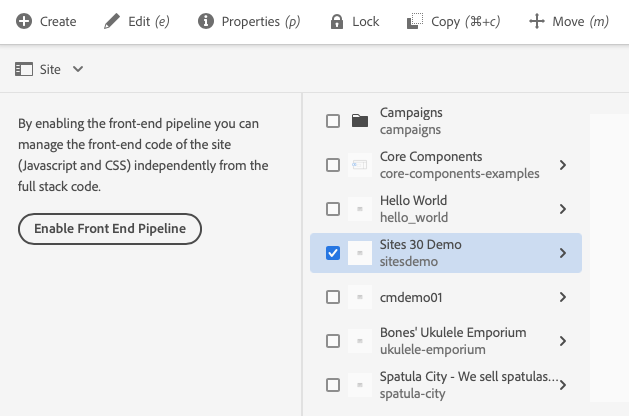 Create
Edit (e)
Properties (p)
Lock
Copy (⌘+c)
Move (m)
Site
By enabling the front-end pipeline you can
manage the front-end code of the site
(Javascript and CSS) independently from the
full stack code.
Enable Front End Pipeline
Campaigns
campaigns
Core Components
core-components-examples
Hello World
hello_world
Sites 30 Demo
sitesdemo
cmdemo01
Bones' Ukulele Emporium
ukulele-emporium
Spatula City - We sell spatulas...
spatula-city